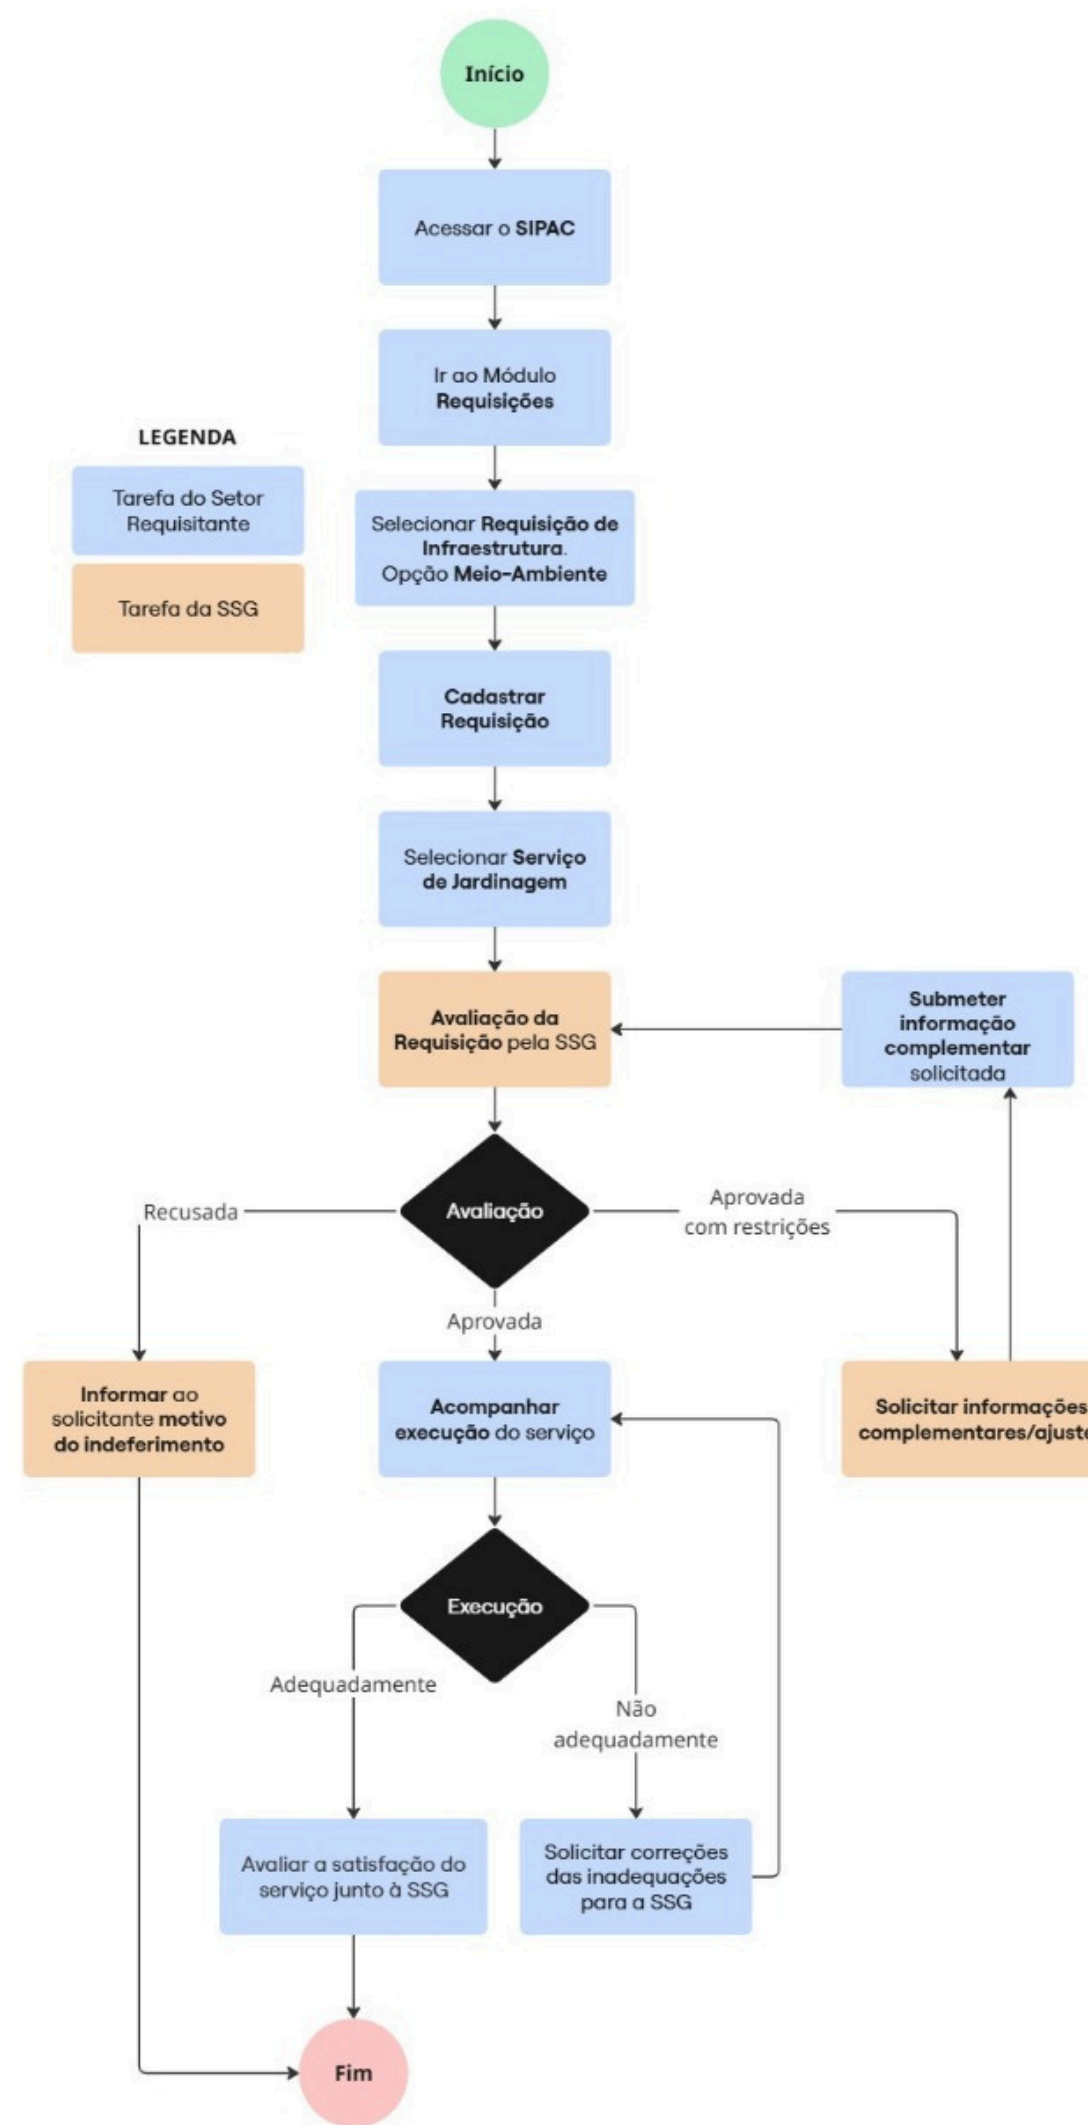 Início
Acessar o SIPAC
Ir ao Módulo
Requisições
LEGENDA
Tarefa do Setor
Requisitante
Tarefa da SSG
Selecionar Requisição de
Infraestrutura.
Opção Meio-Ambiente
Cadastrar
Requisição
Selecionar Serviço
de Jardinagem
Avaliação da
Requisição pela SSG
Submeter
informação
complementar
solicitada
Avaliação
Recusada
Aprovada
com restrições
Aprovada
Informar ao
solicitante motivo
do indeferimento
Acompanhar
execução do serviço
Solicitar informações
complementares/ajuste
Execução
Adequadamente
Não
adequadamente
Avaliar a satisfação do
serviço junto à SSG
Solicitar correções
das inadequações
para a SSG
Fim